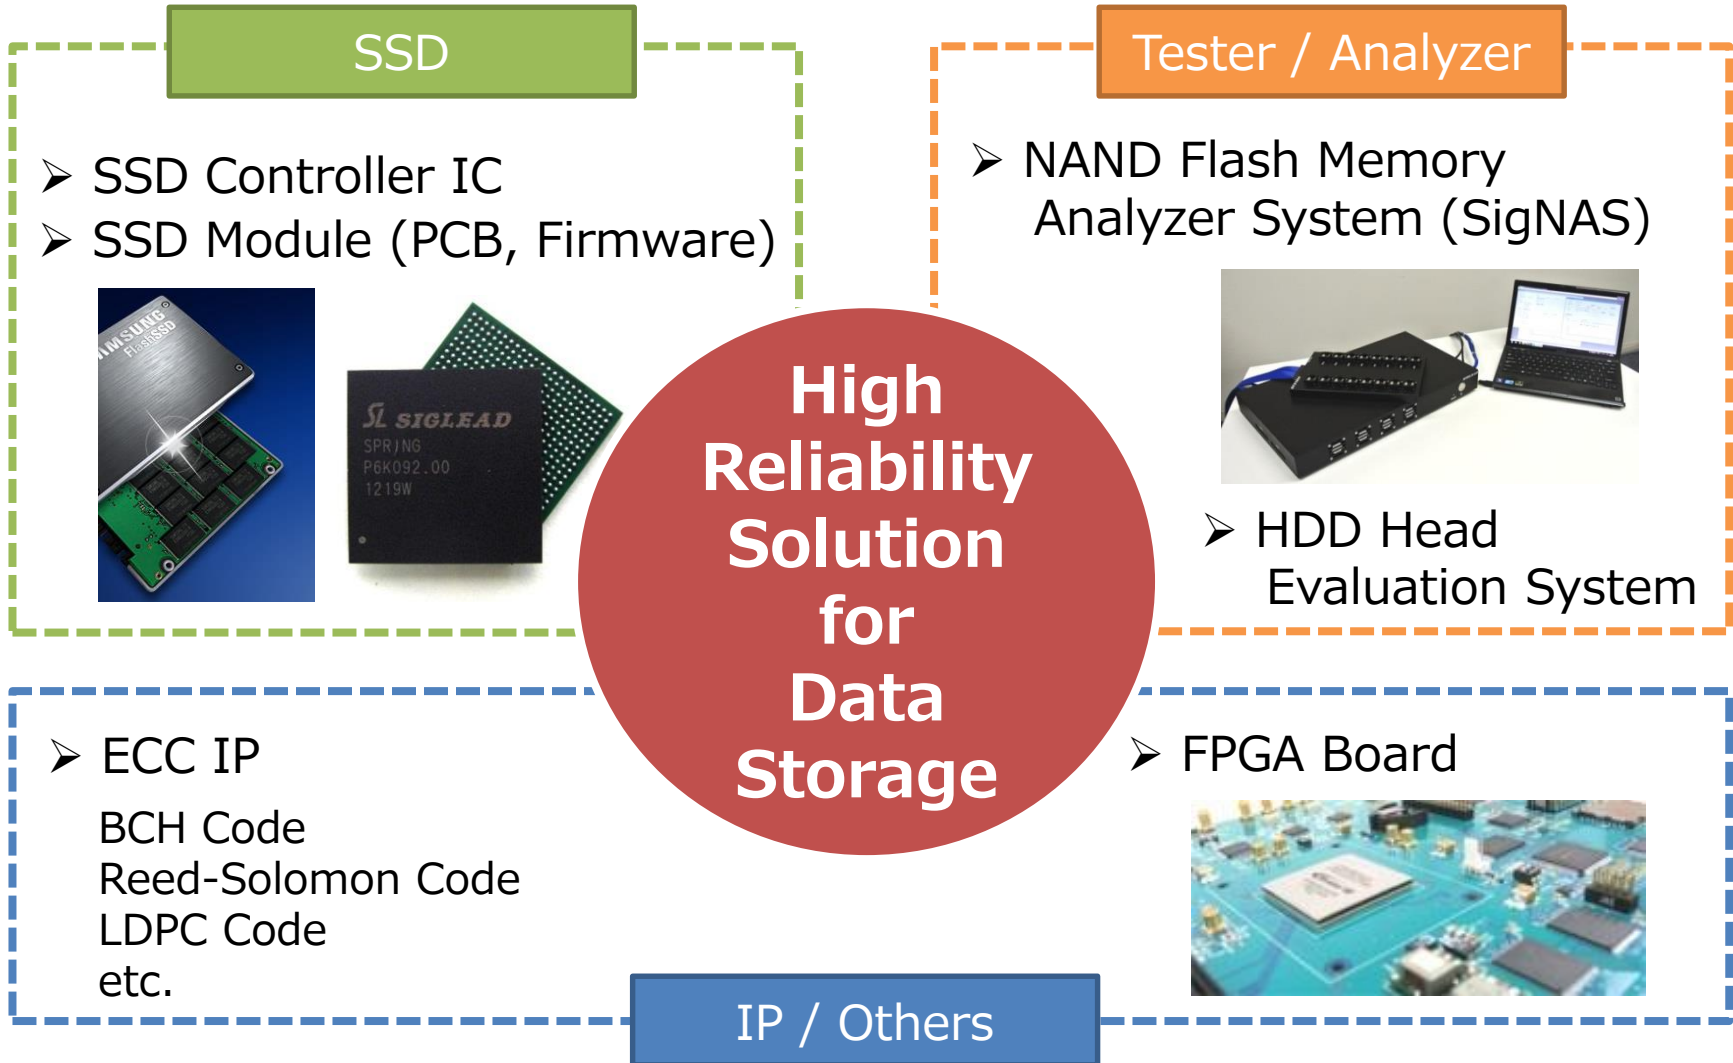 SSD
➢ SSD Controller IC
➢ SSD Module (PCB, Firmware)
AMSUNG
FlashSSD
SL SIGLEAD
SPRING
P6K092.00
1219W
Tester / Analyzer
➢ NAND Flash Memory
Analyzer System (SigNAS)
➢ HDD Head
Evaluation System
High
Reliability
Solution
for
Data
Storage
➢ ECC IP
BCH Code
Reed-Solomon Code
LDPC Code
etc.
➢ FPGA Board
IP / Others